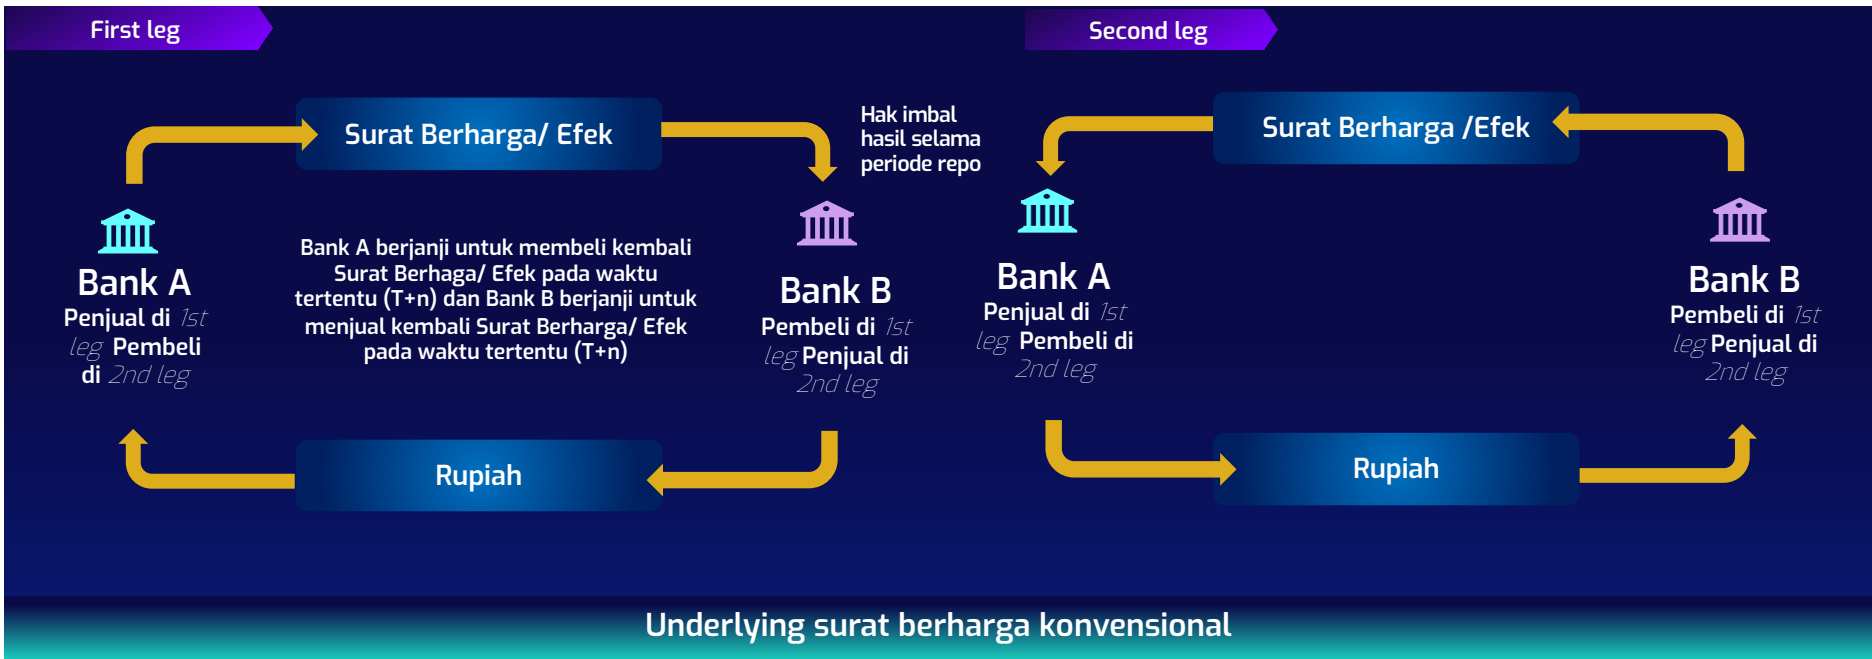 First leg
Surat Berharga/ Efek
Hak imbal
hasil selama
periode repo
Bank A
Penjual di 1st
leg Pembeli
di 2nd leg
Bank A berjanji untuk membeli kembali
Surat Berhaga/ Efek pada waktu
tertentu (T+n) dan Bank B berjanji untuk
menjual kembali Surat Berharga/ Efek
pada waktu tertentu (T+n)
Bank B
Pembeli di 1st
leg Penjual di
2nd leg
Rupiah
Second leg
Surat Berharga /Efek
Bank A
Penjual di 1st
leg Pembeli di
2nd leg
Bank B
Pembeli di 1st
leg Penjual di
2nd leg
Rupiah
Underlying surat berharga konvensional